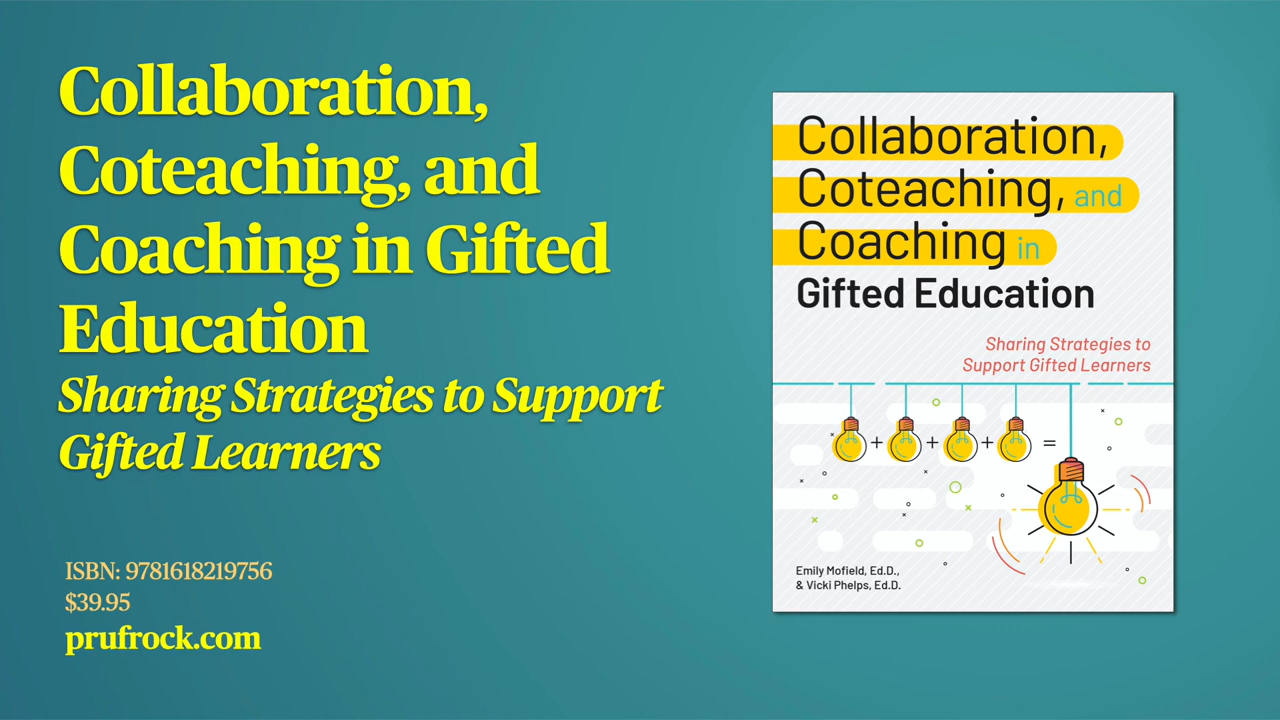 Collaboration,
Coteaching, and
Coaching in Gifted
Education
Sharing Strategies to Support
Gifted Learners
ISBN: 9781618219756
$39.95
prufrock.com
Collaboration,
Coteaching, and
Coaching in
Gifted Education
Sharing Strategies to
Support Gifted Learners
+ + + =
Emily Mofield, Ed.D.,
& Vicki Phelps, Ed.D.